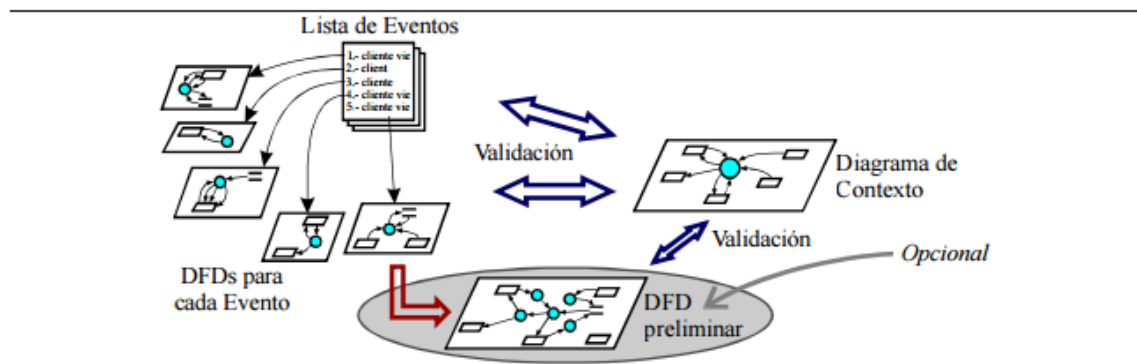 Lista de Eventos
1.- cliente vie
2.- client
3.- cliente
4.- cliente vie
5.- cliente vie
Validación
Diagrama de
Contexto
Validación
Opcional
DFDs para
cada Evento
DFD
preliminar